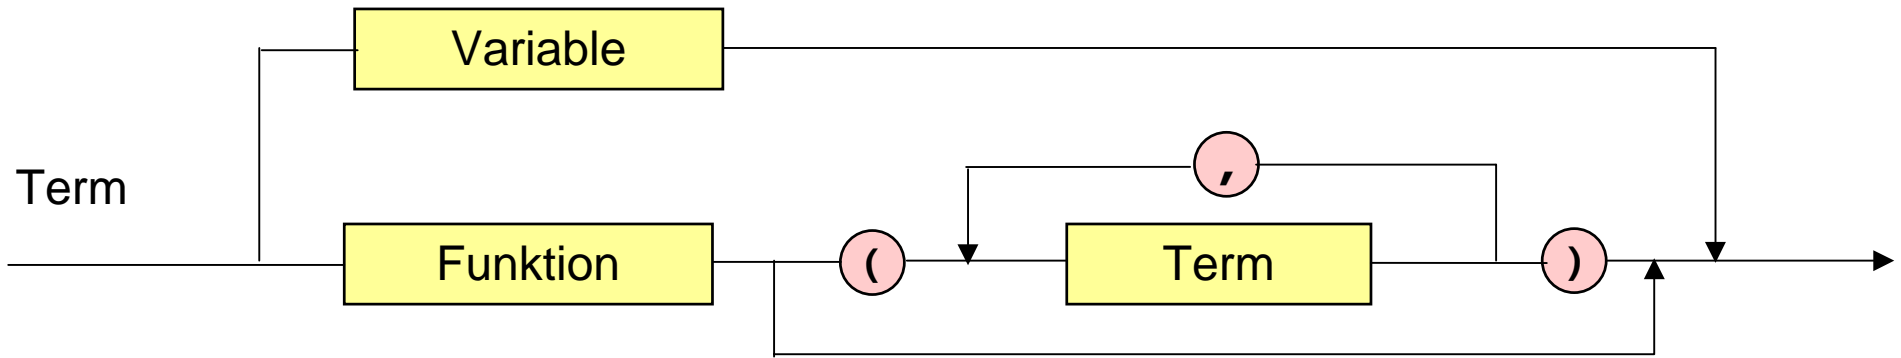 Variable
,
Term
Funktion ( Term )